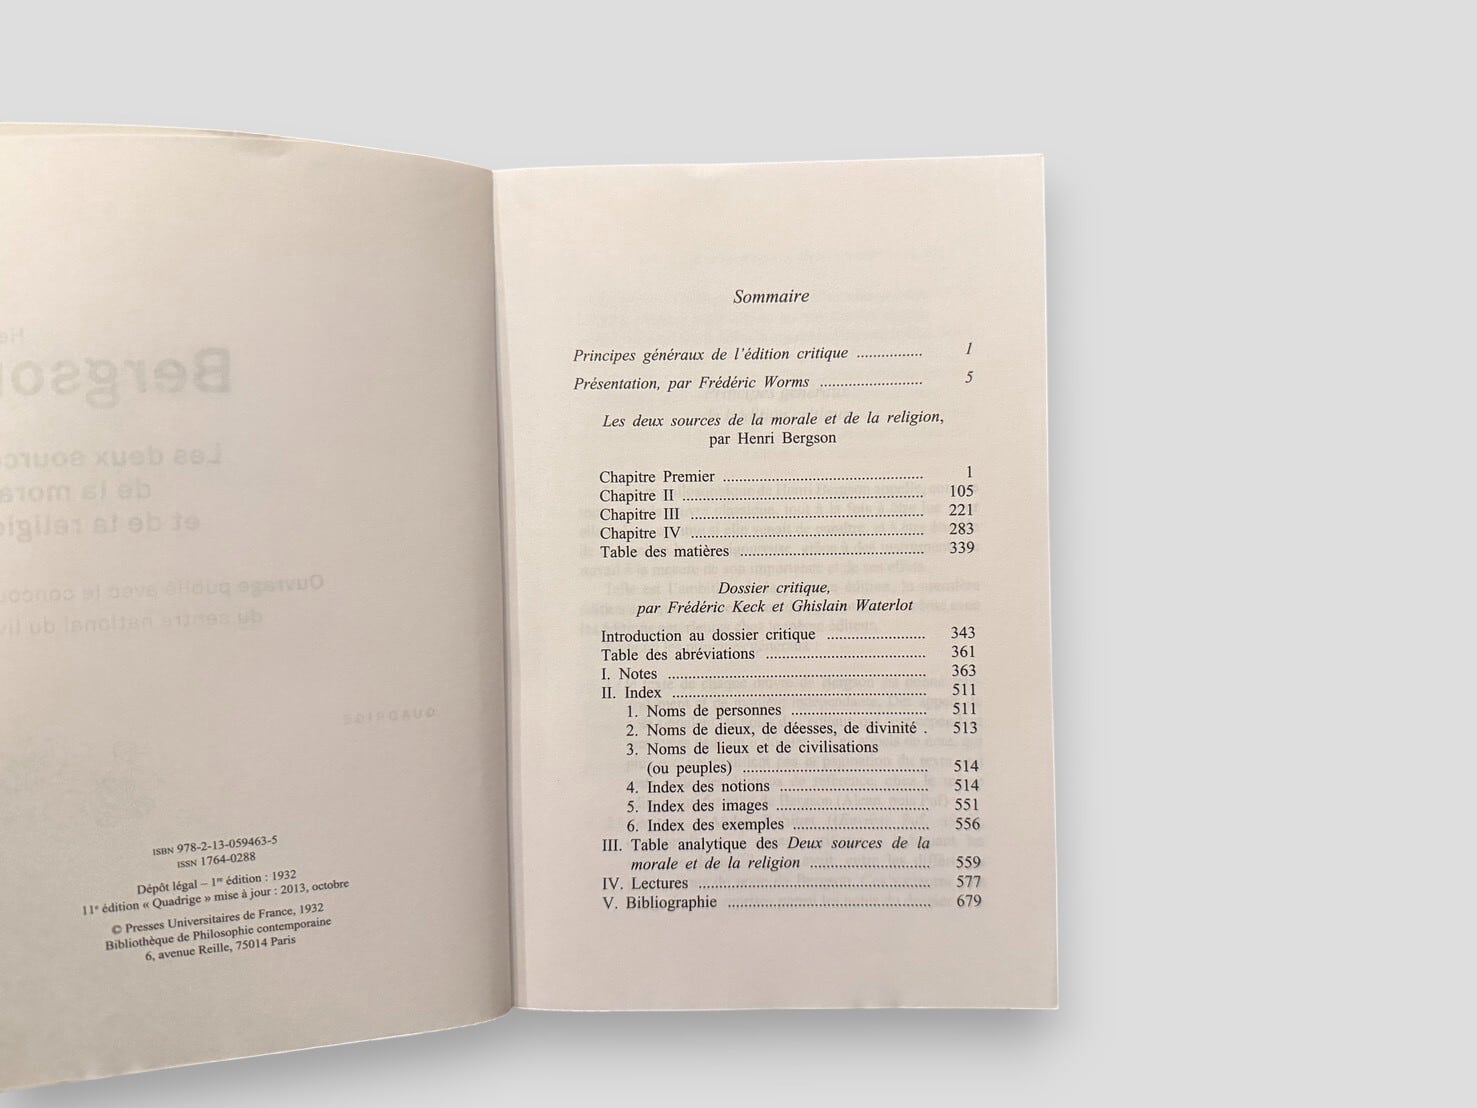 ISBN 978-2-13-059463-5
ISSN 1764-0288
Dépôt légal – 1re édition : 1932
11e édition « Quadrige » mise à jour : 2013, octobre
© Presses Universitaires de France, 1932
Bibliothèque de Philosophie contemporaine
6, avenue Reille, 75014 Paris
Sommaire
Principes généraux de l'édition critique ................ 1
Présentation, par Frédéric Worms ......................... 5
Les deux sources de la morale et de la religion,
par Henri Bergson
Chapitre Premier ................................................. 1
Chapitre II ........................................................... 105
Chapitre III ......................................................... 221
Chapitre IV ......................................................... 283
Table des matières ............................................. 339
Dossier critique,
par Frédéric Keck et Ghislain Waterlot
Introduction au dossier critique ........................ 343
Table des abréviations ....................................... 361
I. Notes ............................................................... 363
II. Index .............................................................. 511
1. Noms de personnes ................................. 511
2. Noms de dieux, de déesses, de divinité . 513
3. Noms de lieux et de civilisations
(ou peuples) ............................................. 514
4. Index des notions .................................... 514
5. Index des images ....................................... 551
6. Index des exemples ................................. 556
III. Table analytique des Deux sources de la
morale et de la religion ............................. 559
IV. Lectures ........................................................ 577
V. Bibliographie ................................................. 679